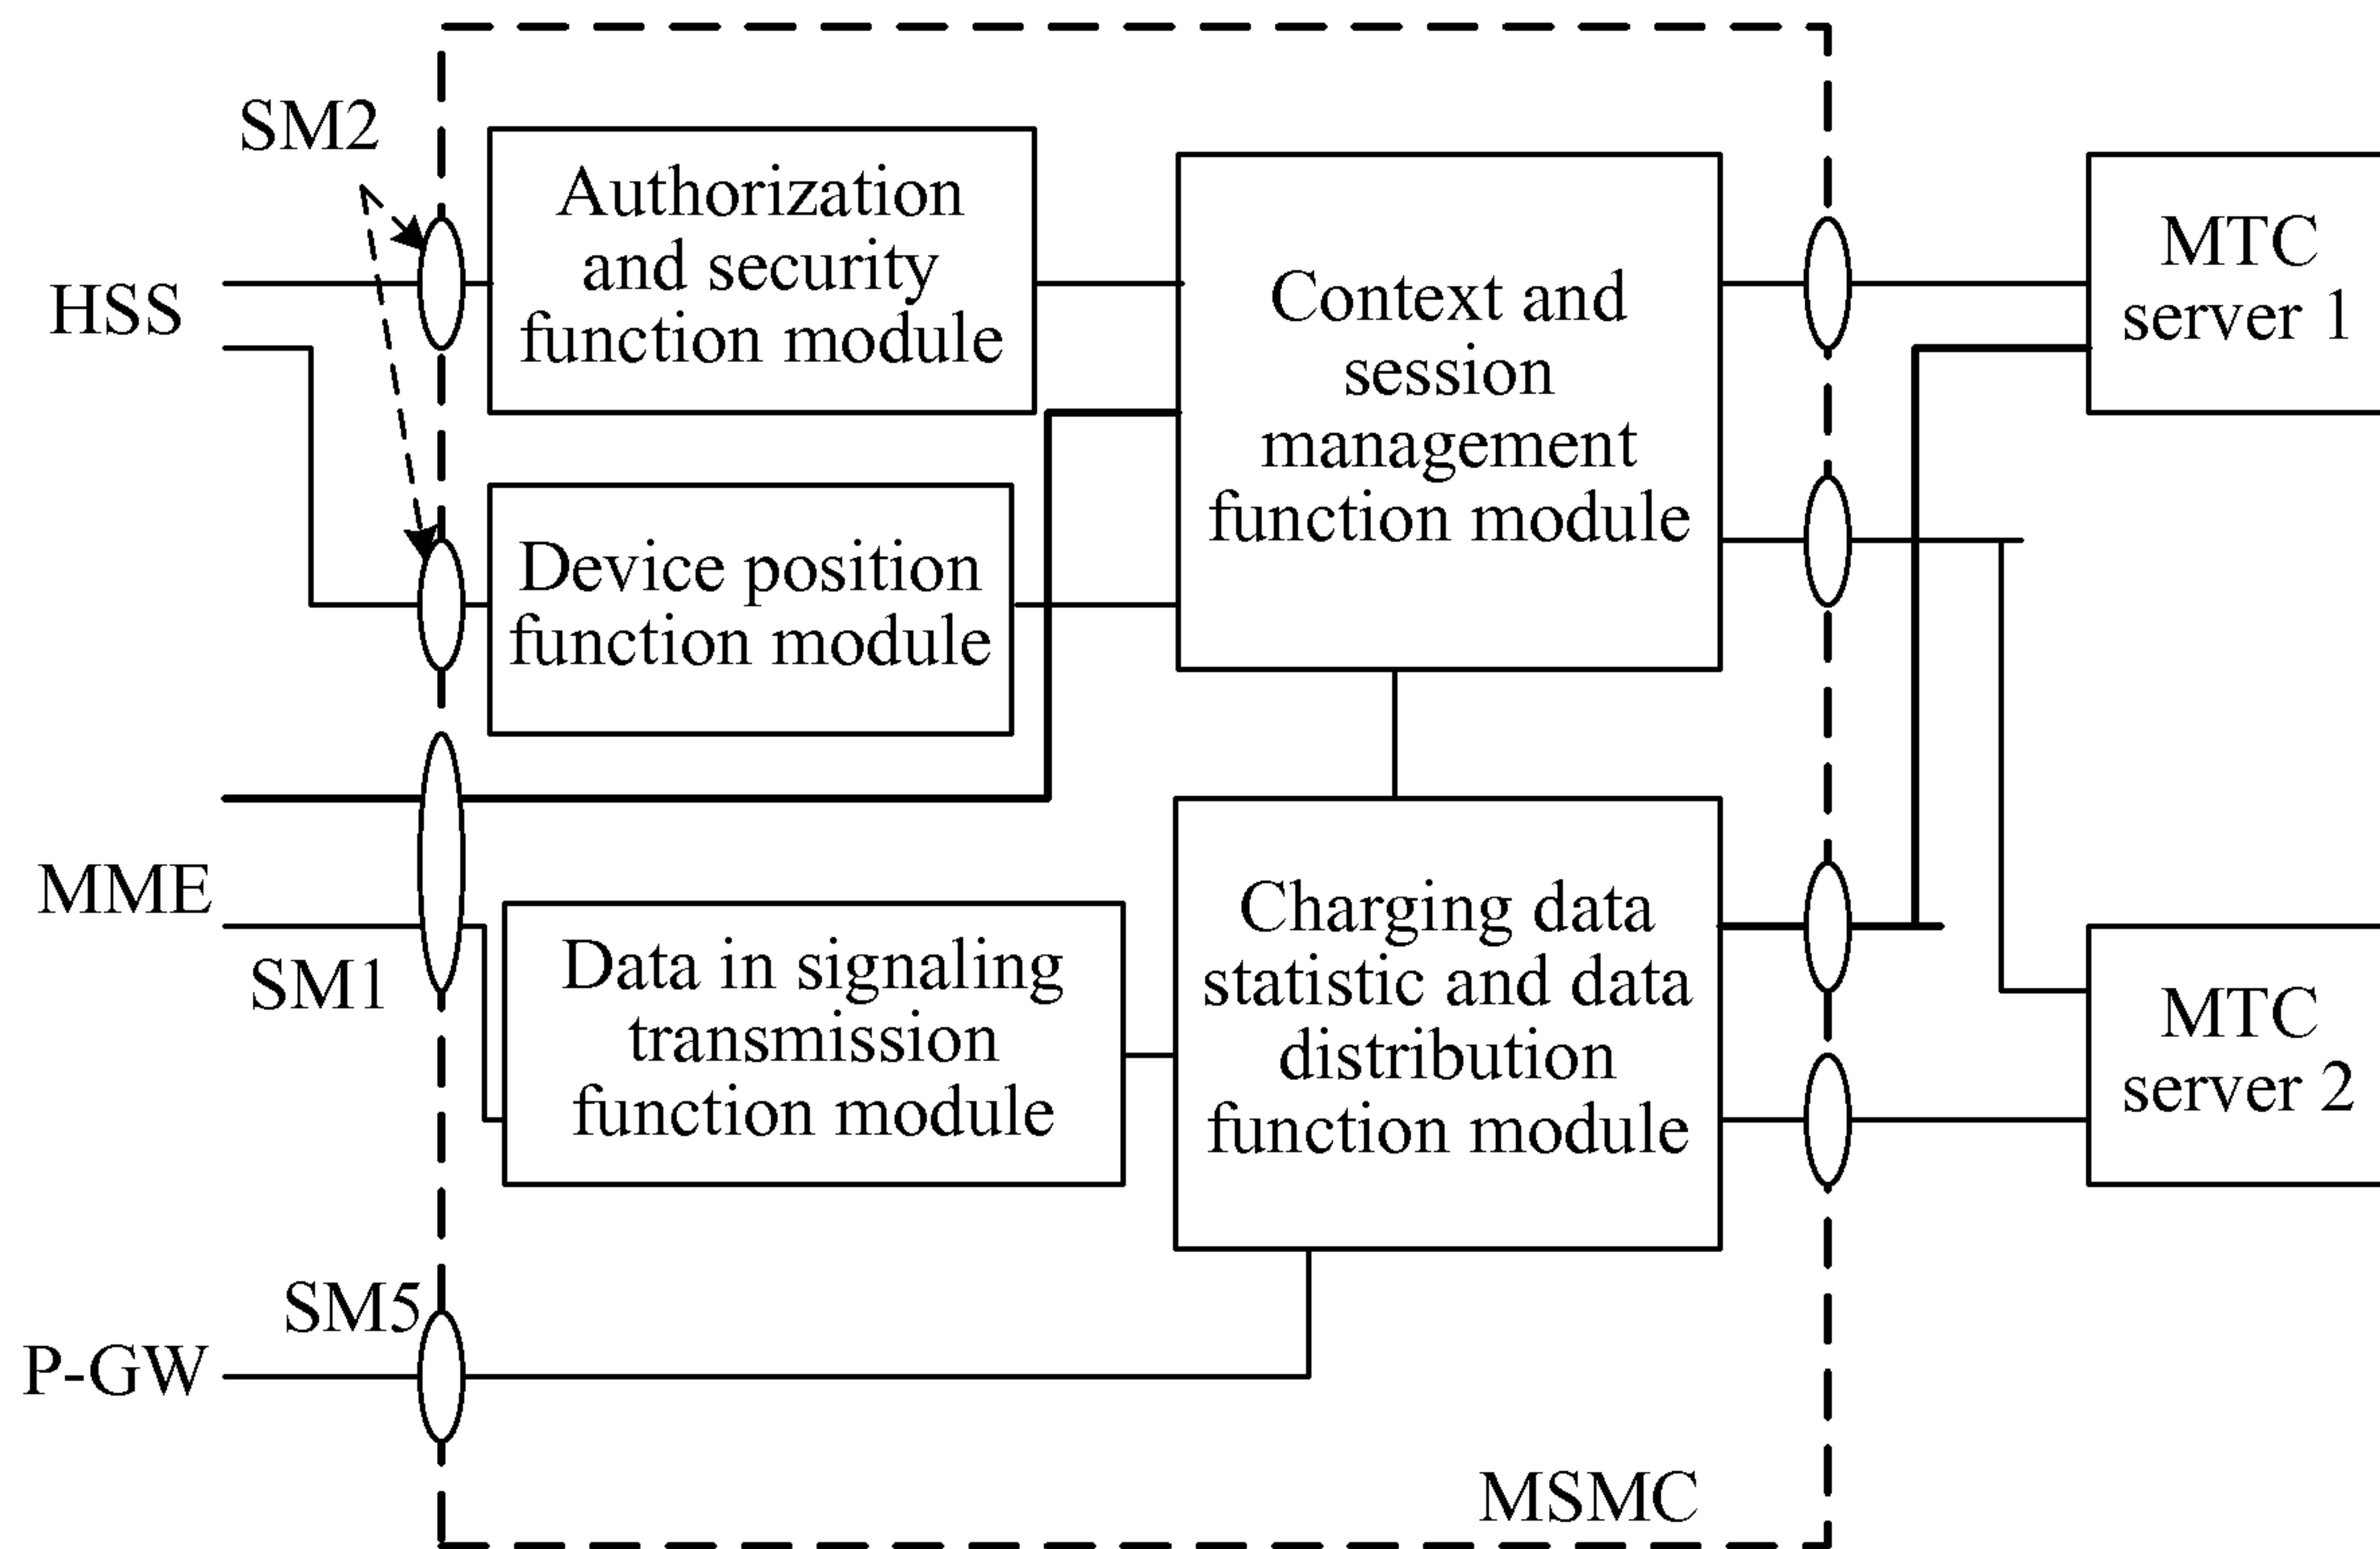 SM2
HSS
Authorization
and security
function module
Context and
session
management
function module
MTC
server 1
Device position
function module
MME
SM1
Data in signaling
transmission
function module
Charging data
statistic and data
distribution
function module
MTC
server 2
SM5
P-GW
MSMC